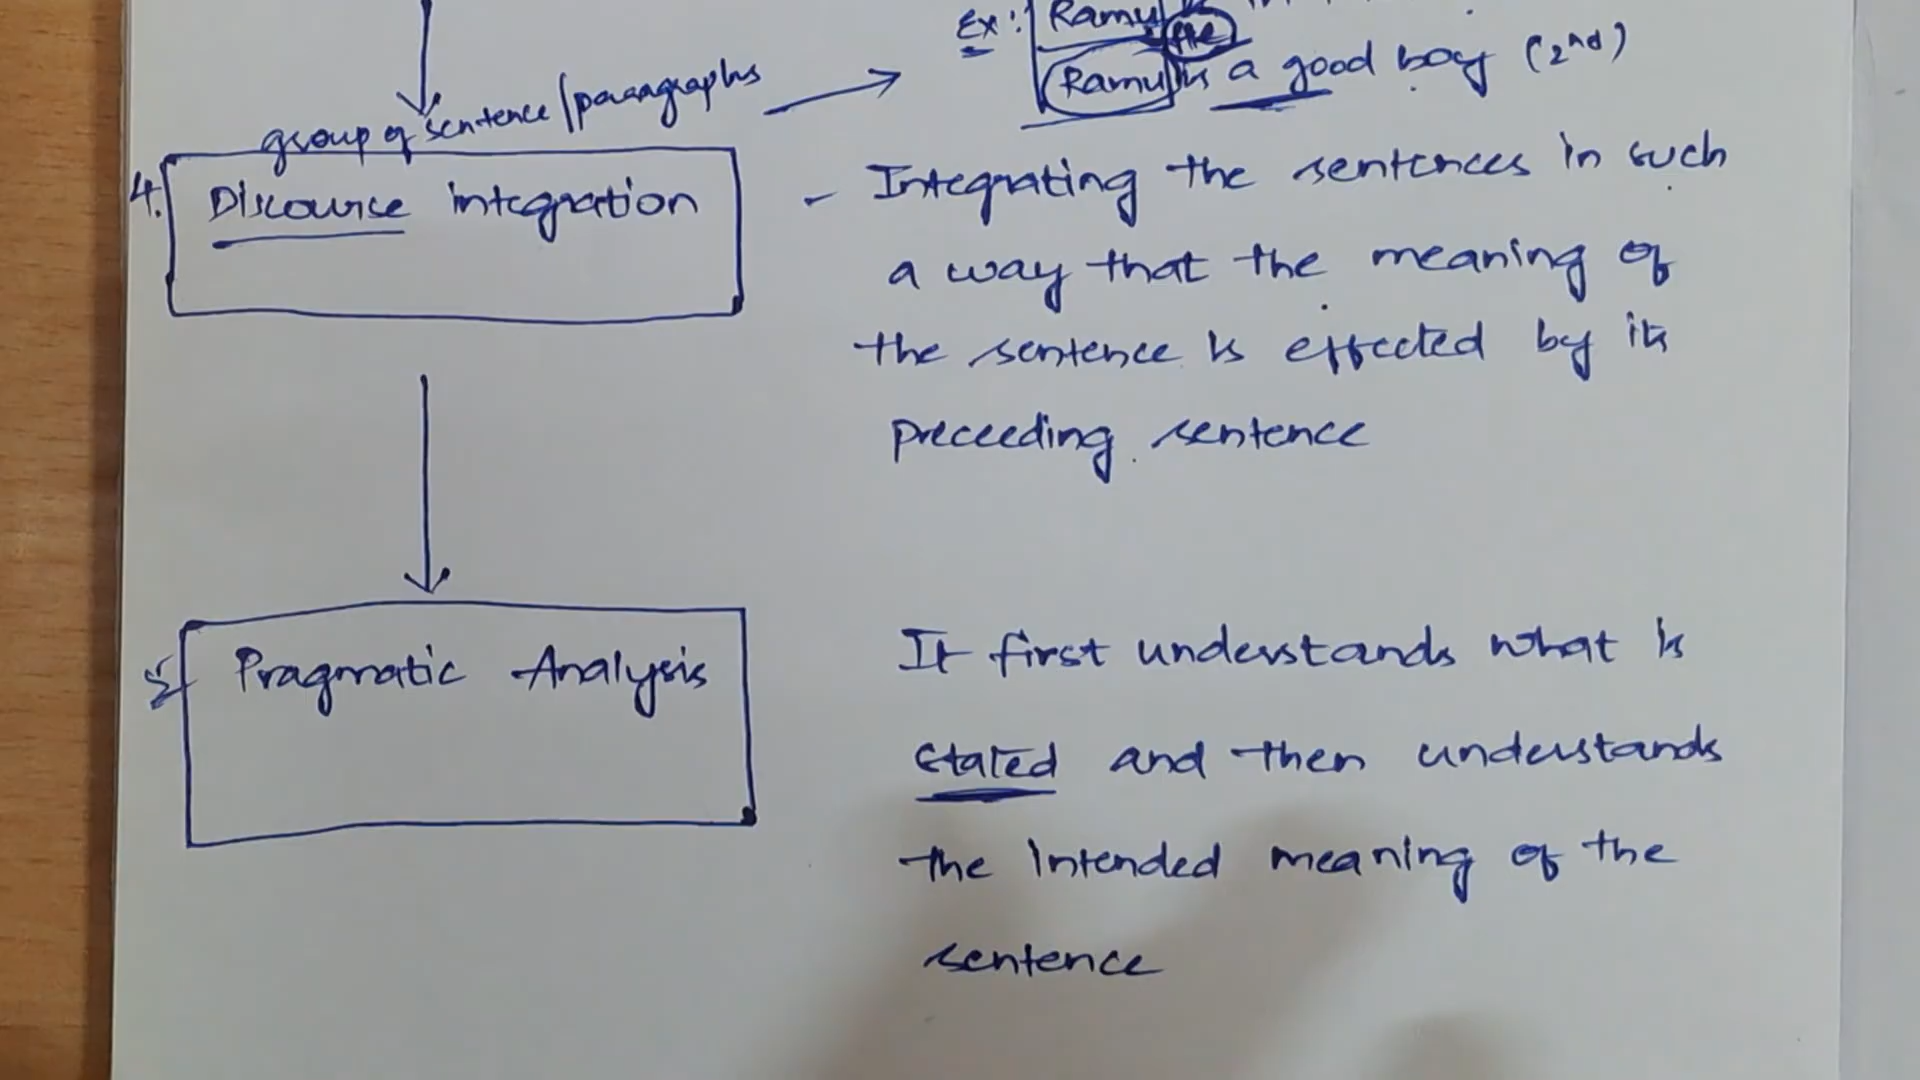 Ex: Ramu
he
Ramu is a good boy (2nd)
group of sentence/paragraphs
4. Discourse integration
- Integrating the sentences in such
a way that the meaning of
the sentence is effected by its
preceeding sentence
5. Pragmatic Analysis
It first understands what is
stated and then understands
the intended meaning of the
sentence